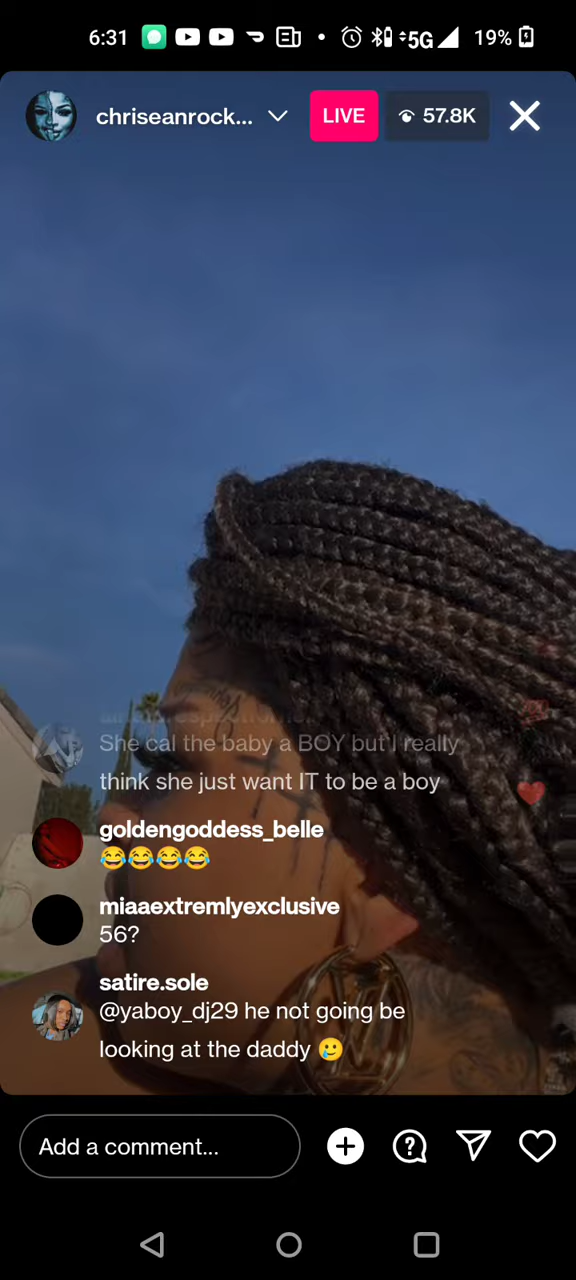 6:31
5G
19%
chriseanrock...
LIVE
57.8K
She cal the baby a BOY but I really
think she just want IT to be a boy
goldengoddess_belle
😂😂😂😂
miaaextremlyexclusive
56?
satire.sole
@yaboy_dj29 he not going be
looking at the daddy 🥲
Add a comment...